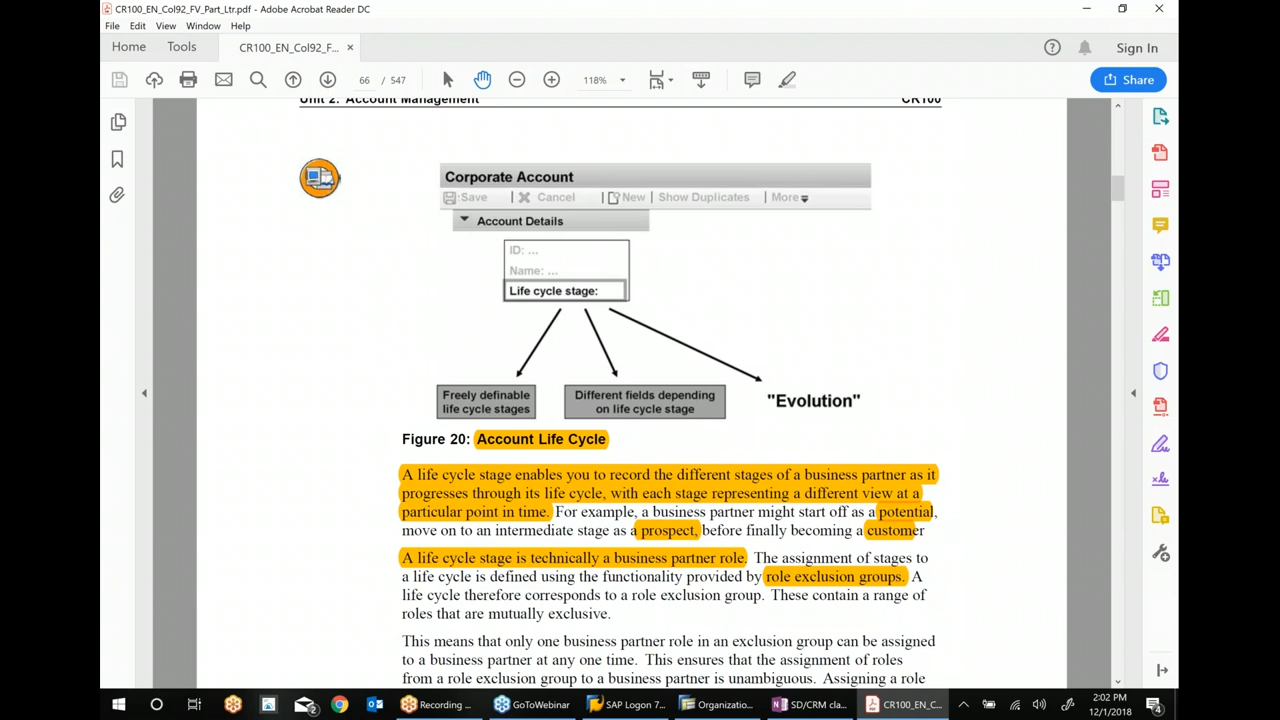 CR100_EN_Col92_FV_Part_Ltr.pdf - Adobe Acrobat Reader DC
File Edit View Window Help
Home Tools CR100_EN_Col92_F... × Sign In
66 / 547 118% Share
Unit 2: Account Management CR100
Corporate Account
:Save | Cancel | New | Show Duplicates | More
Account Details
ID: ...
Name: ...
Life cycle stage:
Freely definable
life cycle stages
Different fields depending
on life cycle stage
"Evolution"
Figure 20: Account Life Cycle
A life cycle stage enables you to record the different stages of a business partner as it
progresses through its life cycle, with each stage representing a different view at a
particular point in time. For example, a business partner might start off as a potential,
move on to an intermediate stage as a prospect, before finally becoming a customer
A life cycle stage is technically a business partner role. The assignment of stages to
a life cycle is defined using the functionality provided by role exclusion groups. A
life cycle therefore corresponds to a role exclusion group. These contain a range of
roles that are mutually exclusive.
This means that only one business partner role in an exclusion group can be assigned
to a business partner at any one time. This ensures that the assignment of roles
from a role exclusion group to a business partner is unambiguous. Assigning a role
Recording ... GoToWebinar SAP Logon 7... Organizatio... SD/CRM cla... CR100_EN_C... 2:02 PM
12/1/2018 4